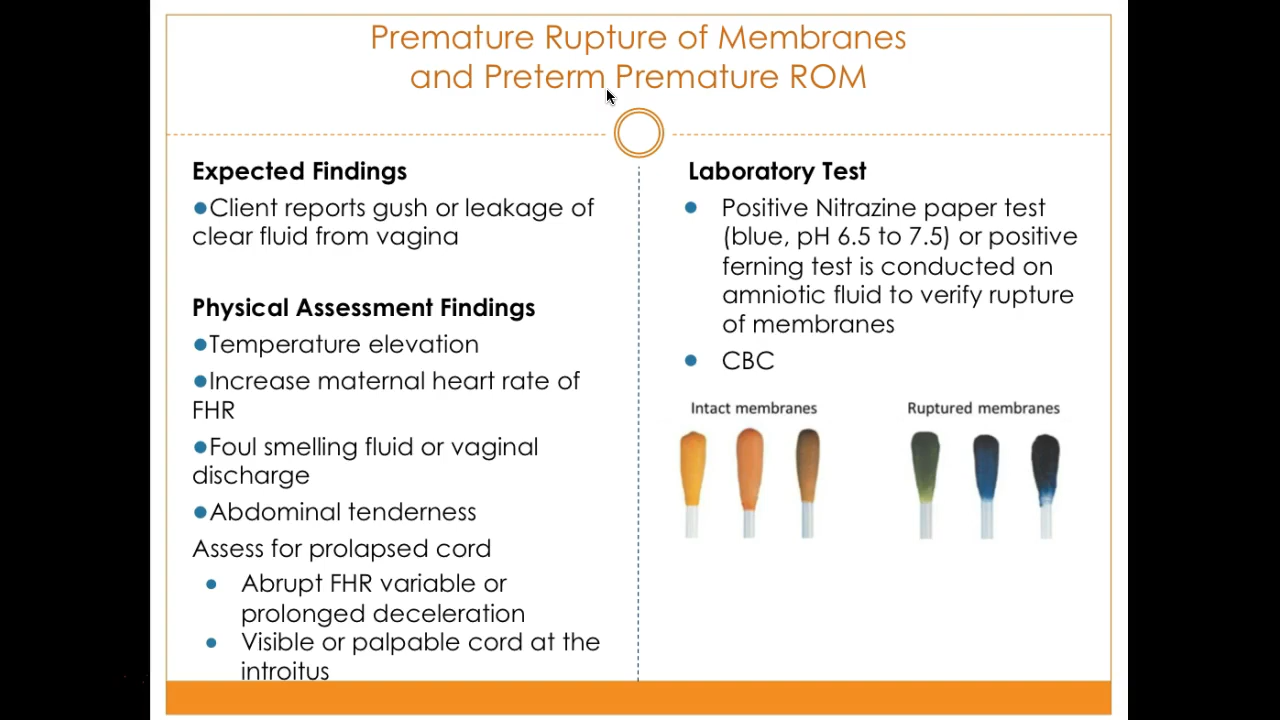 Premature Rupture of Membranes
and Preterm Premature ROM
Expected Findings
●Client reports gush or leakage of
clear fluid from vagina
Physical Assessment Findings
●Temperature elevation
●Increase maternal heart rate of
FHR
●Foul smelling fluid or vaginal
discharge
●Abdominal tenderness
Assess for prolapsed cord
● Abrupt FHR variable or
prolonged deceleration
● Visible or palpable cord at the
introitus
Laboratory Test
● Positive Nitrazine paper test
(blue, pH 6.5 to 7.5) or positive
ferning test is conducted on
amniotic fluid to verify rupture
of membranes
● CBC
Intact membranes
Ruptured membranes